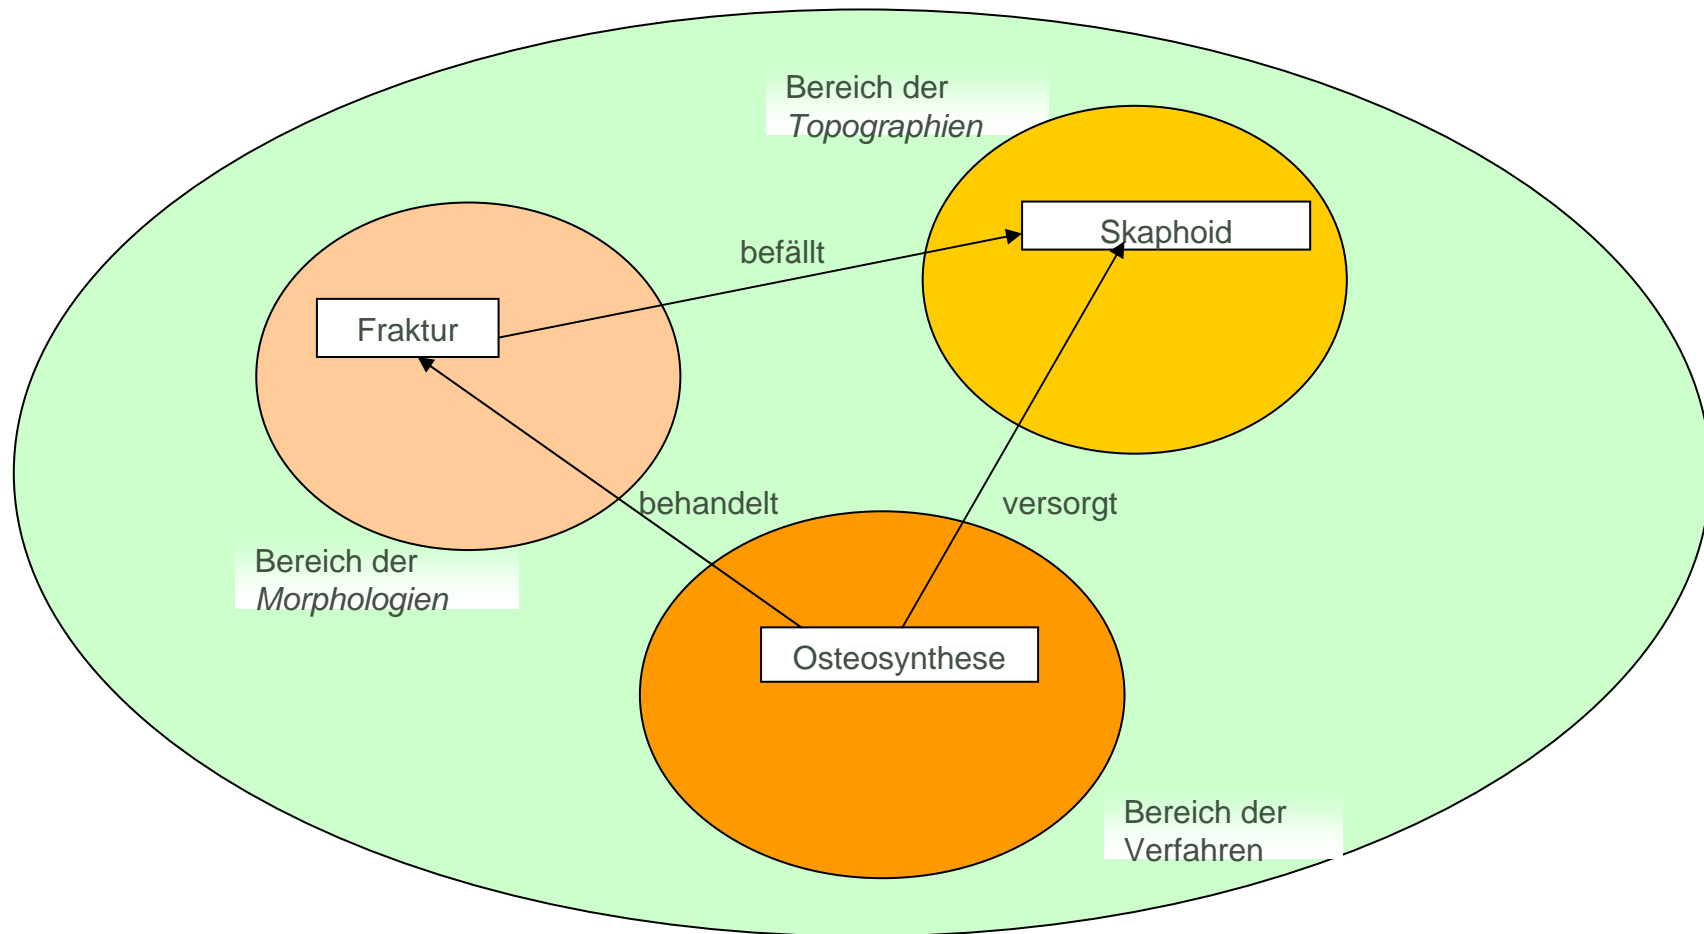 Bereich der
Topographien
Skaphoid
befällt
Fraktur
behandelt
versorgt
Bereich der
Morphologien
Osteosynthese
Bereich der
Verfahren